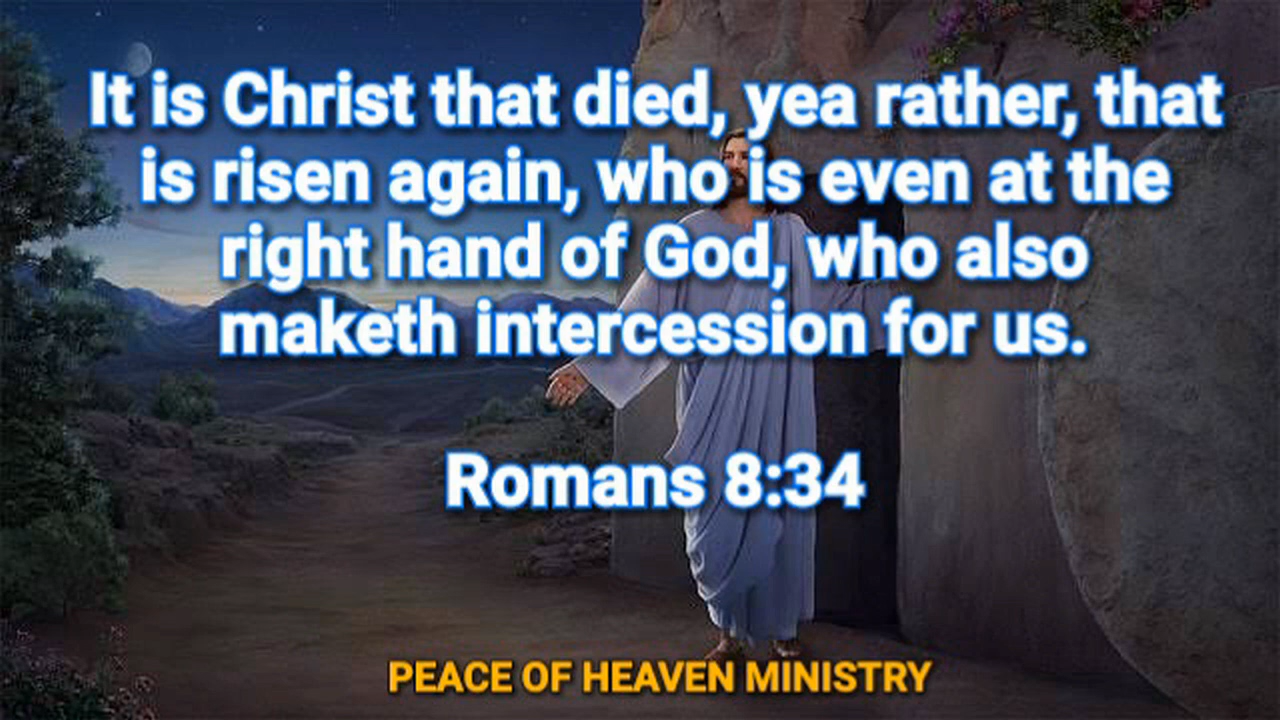 It is Christ that died, yea rather, that
is risen again, who is even at the
right hand of God, who also
maketh intercession for us.
Romans 8:34
PEACE OF HEAVEN MINISTRY